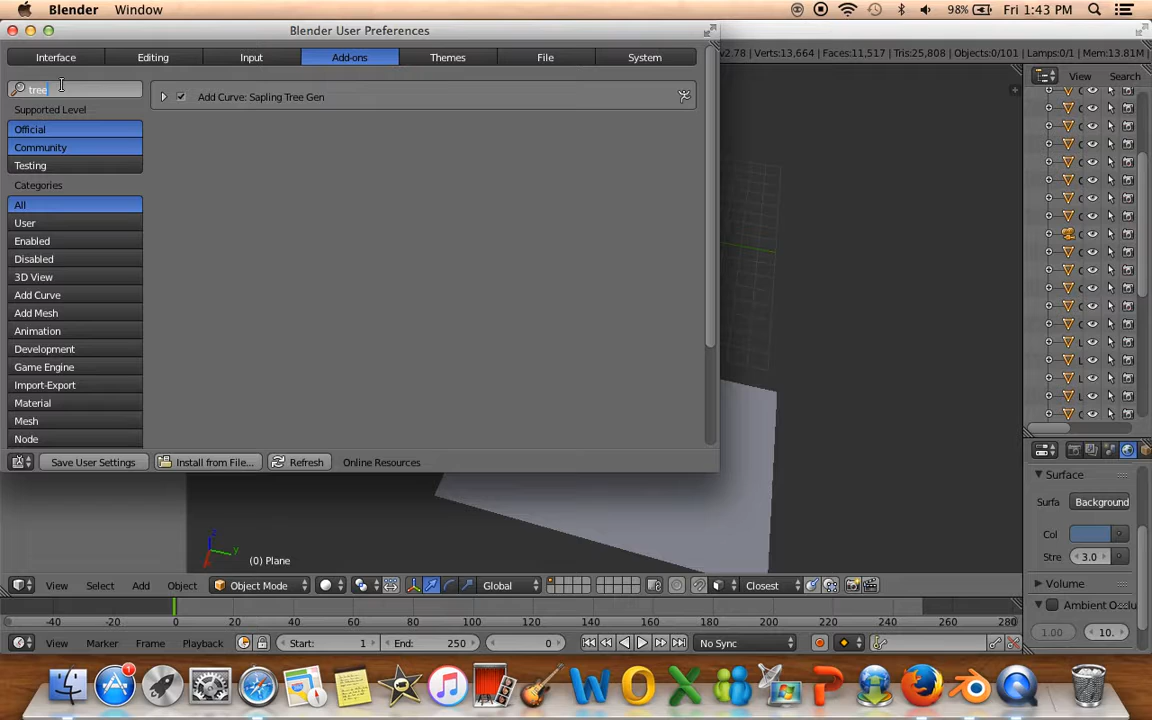 Blender Window 98% Fri 1:43 PM
Blender User Preferences
v2.78 | Verts:13,664 | Faces:11,517 | Tris:25,808 | Objects:0/101 | Lamps:0/1 | Mem:13.81M
Interface Editing Input Add-ons Themes File System
View Search
tree
Add Curve: Sapling Tree Gen
Supported Level
Official
Community
Testing
Categories
All
User
Enabled
Disabled
3D View
Add Curve
Add Mesh
Animation
Development
Game Engine
Import-Export
Material
Mesh
Node
Save User Settings Install from File... Refresh Online Resources
Surface
Surfa Background
Col
Stre 3.0
Volume
Ambient Occlu
1.00 10.
(0) Plane
View Select Add Object Object Mode Global Closest
-40 -20 0 20 40 60 80 100 120 140 160 180 200 220 240 260 280
View Marker Frame Playback Start: 1 End: 250 0 No Sync